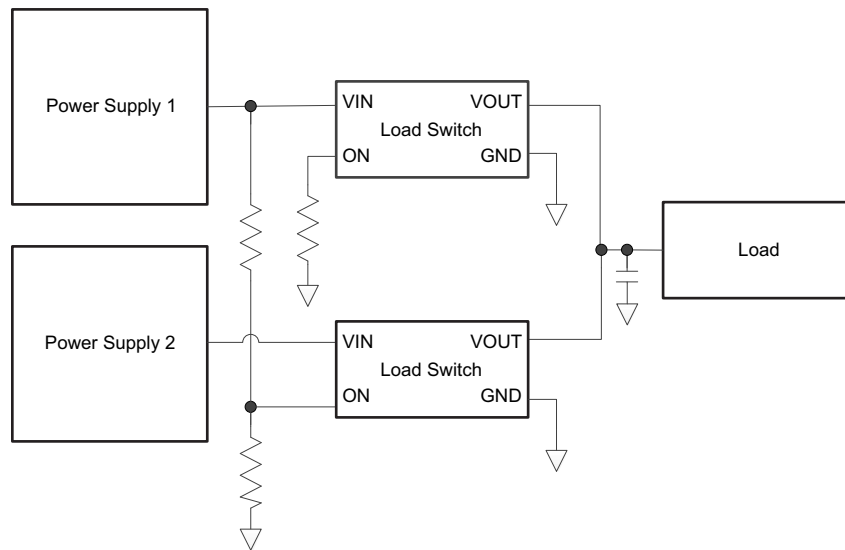 Power Supply 1
VIN
VOUT
Load Switch
ON
GND
Load
Power Supply 2
VIN
VOUT
Load Switch
ON
GND